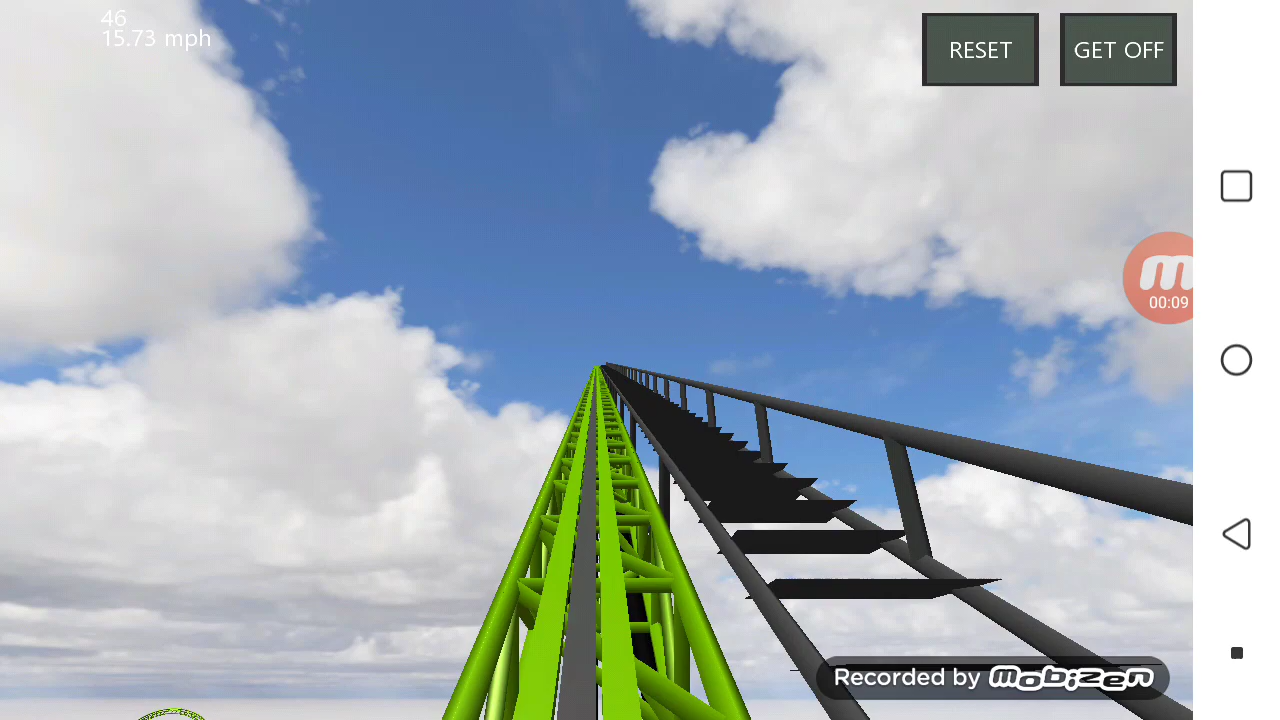 46
15.73 mph
RESET
GET OFF
m
00:09
Recorded by mobizen